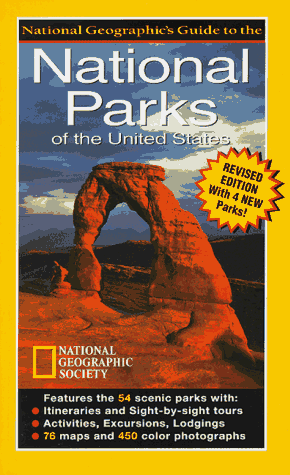 National Geographic's Guide to the
National
Parks
of the United States
REVISED
EDITION
With 4 NEW
Parks!
NATIONAL
GEOGRAPHIC
SOCIETY
Features the 54 scenic parks with:
● Itineraries and Sight-by-sight tours
● Activities, Excursions, Lodgings
● 76 maps and 450 color photographs